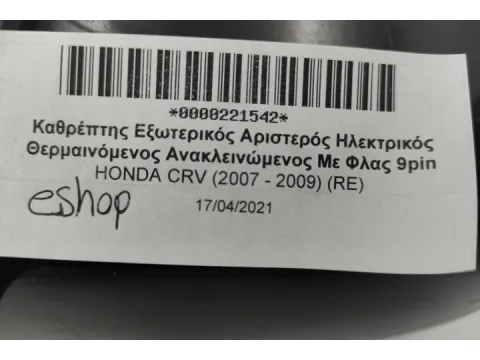 *0000221542*
Καθρέπτης Εξωτερικός Αριστερός Ηλεκτρικός
Θερμαινόμενος Ανακλεινώμενος Με Φλας 9pin
HONDA CRV (2007 - 2009) (RE)
eshop
17/04/2021